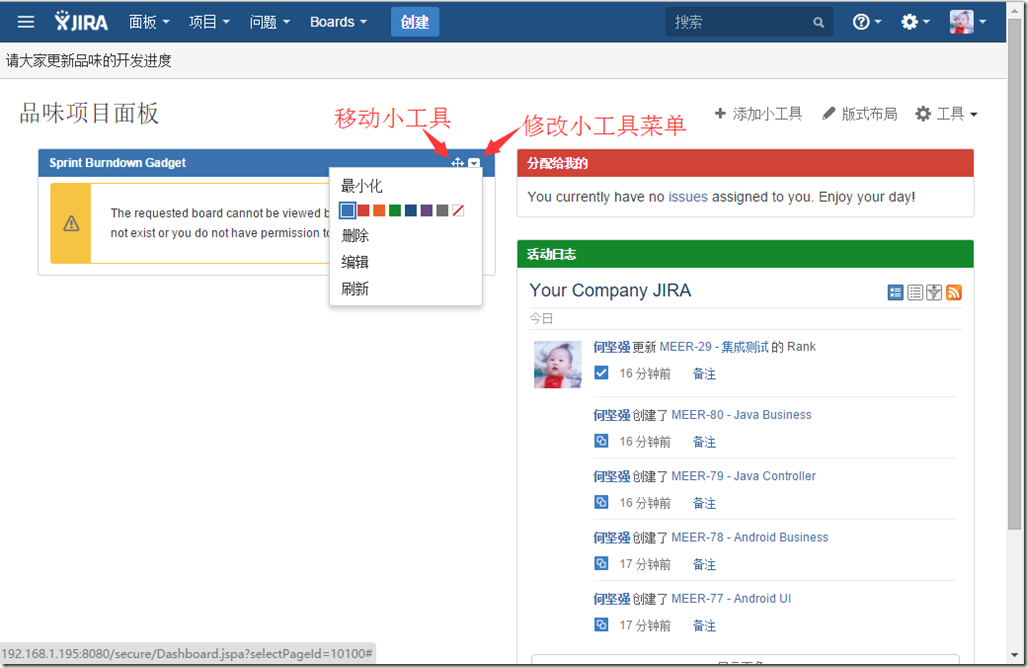 JIRA 面板 项目 问题 Boards 创建 搜索
请大家更新品味的开发进度
品味项目面板
移动小工具
修改小工具菜单
添加小工具 版式布局 工具
Sprint Burndown Gadget
The requested board cannot be viewed b
not exist or you do not have permission to
最小化
删除
编辑
刷新
分配给我的
You currently have no issues assigned to you. Enjoy your day!
活动日志
Your Company JIRA
今日
何坚强 更新 MEER-29 - 集成测试 的 Rank
16 分钟前 备注
何坚强 创建了 MEER-80 - Java Business
16 分钟前 备注
何坚强 创建了 MEER-79 - Java Controller
16 分钟前 备注
何坚强 创建了 MEER-78 - Android Business
17 分钟前 备注
何坚强 创建了 MEER-77 - Android UI
17 分钟前 备注
192.168.1.195:8080/secure/Dashboard.jspa?selectPageId=10100#